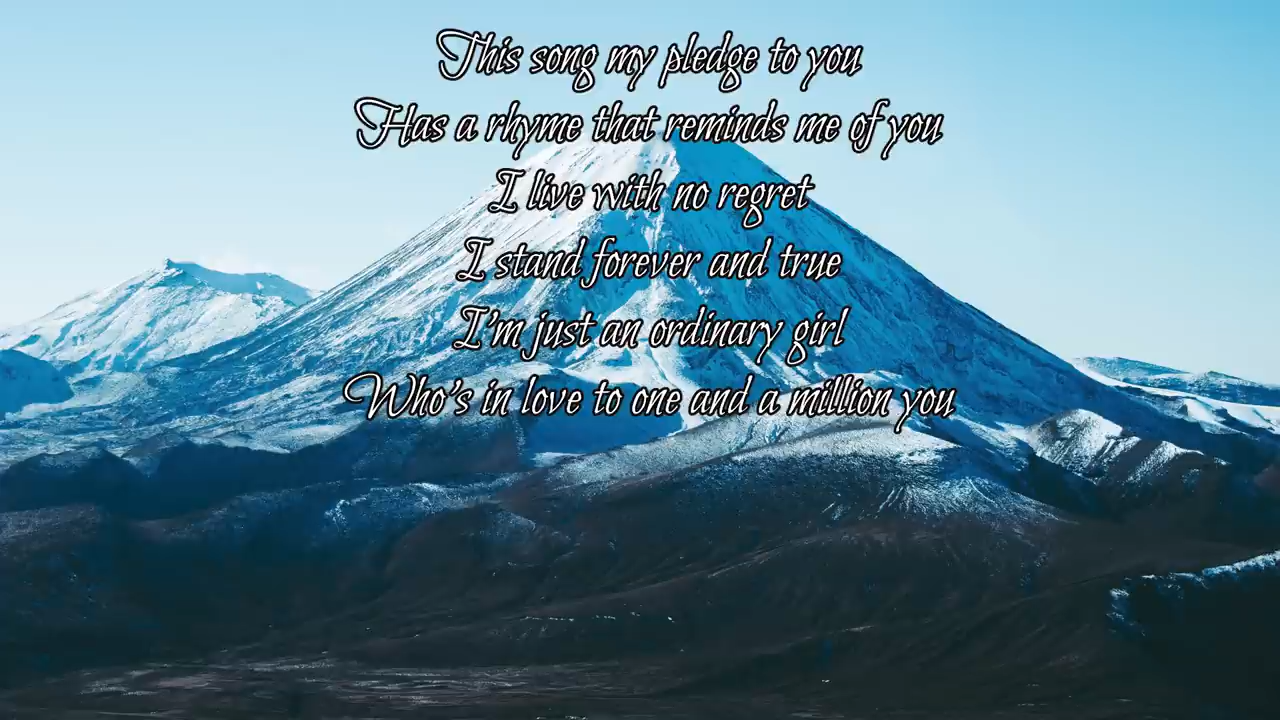 This song my pledge to you
Has a rhyme that reminds me of you
I live with no regret
I stand forever and true
I'm just an ordinary girl
Who's in love to one and a million you